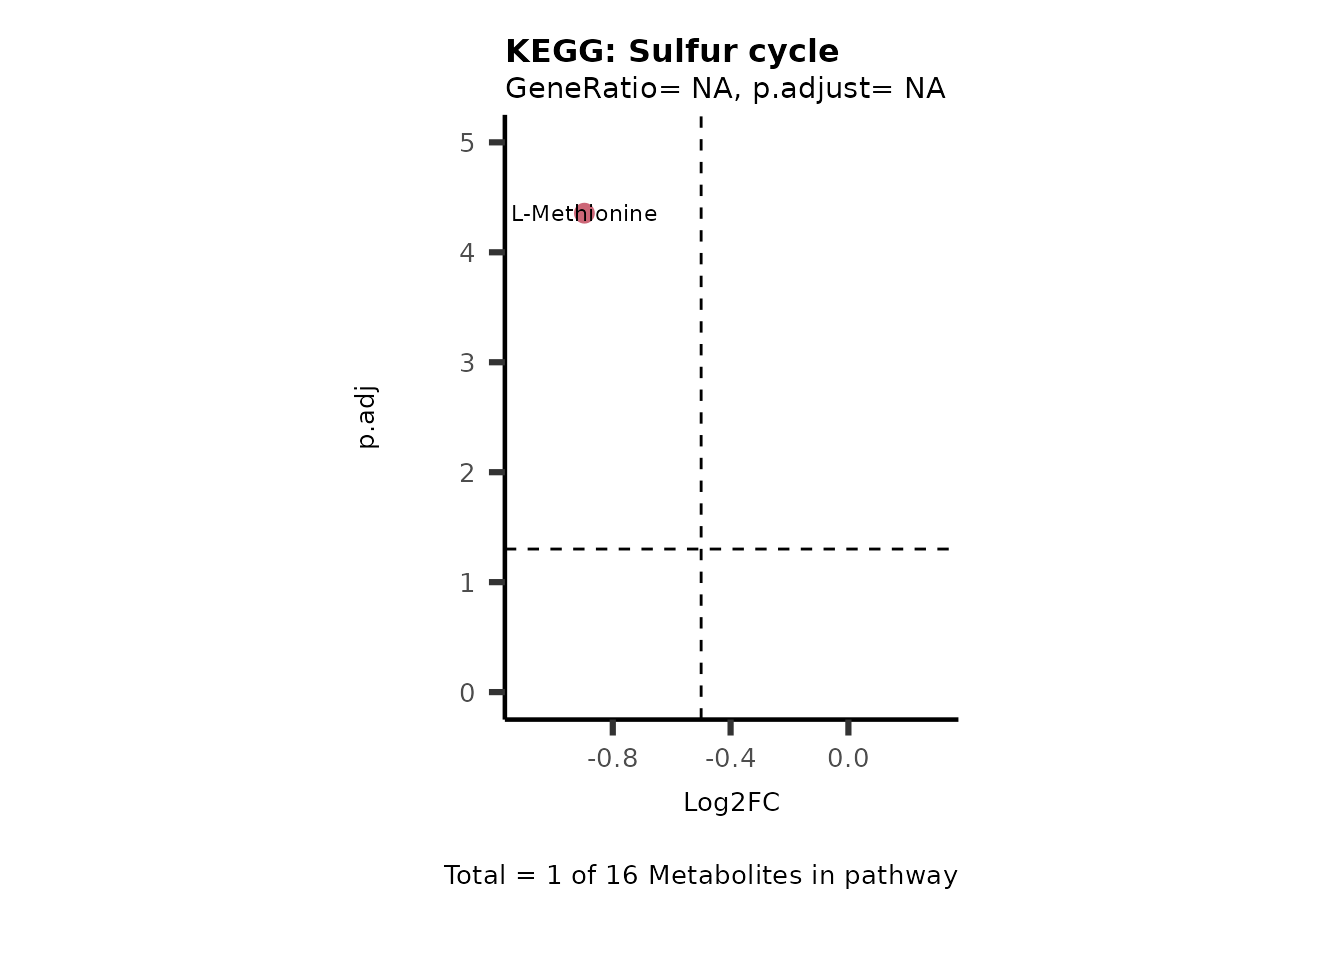 KEGG: Sulfur cycle
GeneRatio= NA, p.adjust= NA
5
L-Methionine
4
3
p.adj
2
1
0
-0.8 -0.4 0.0
Log2FC
Total = 1 of 16 Metabolites in pathway